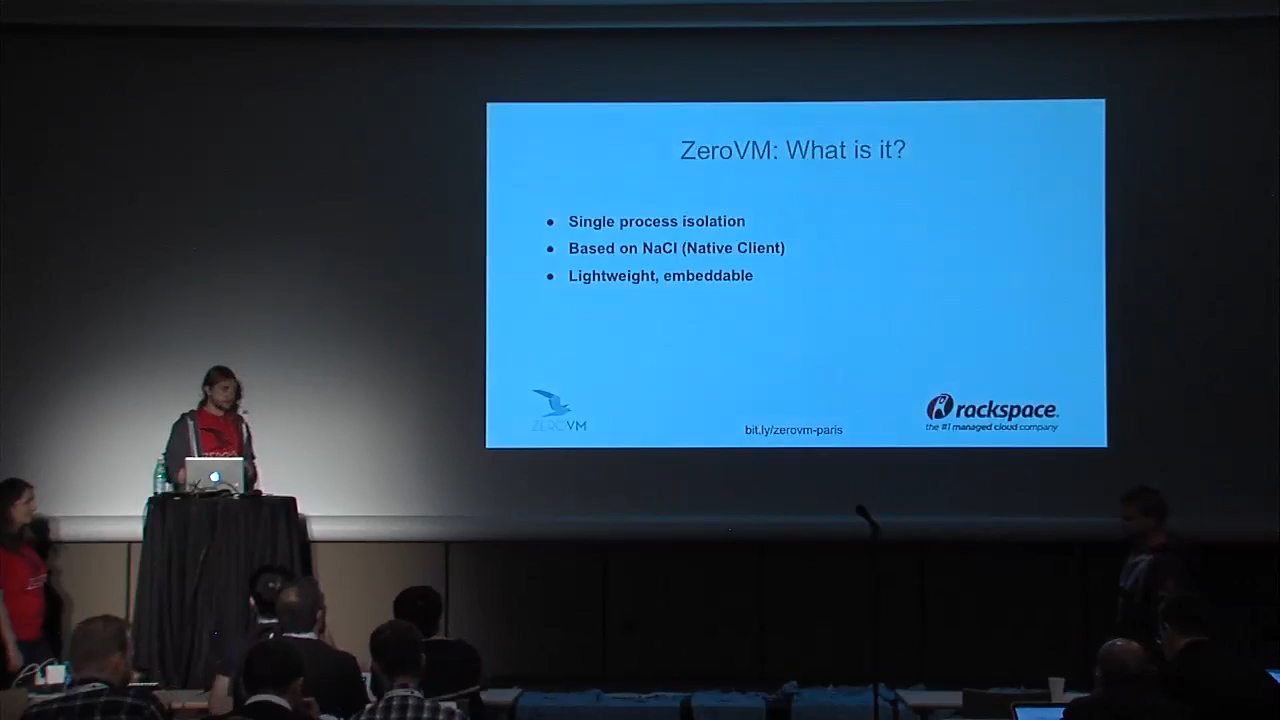 ZeroVM: What is it?
● Single process isolation
● Based on NaCl (Native Client)
● Lightweight, embeddable
ZEROVM
bit.ly/zerovm-paris
rackspace.
the #1 managed cloud company